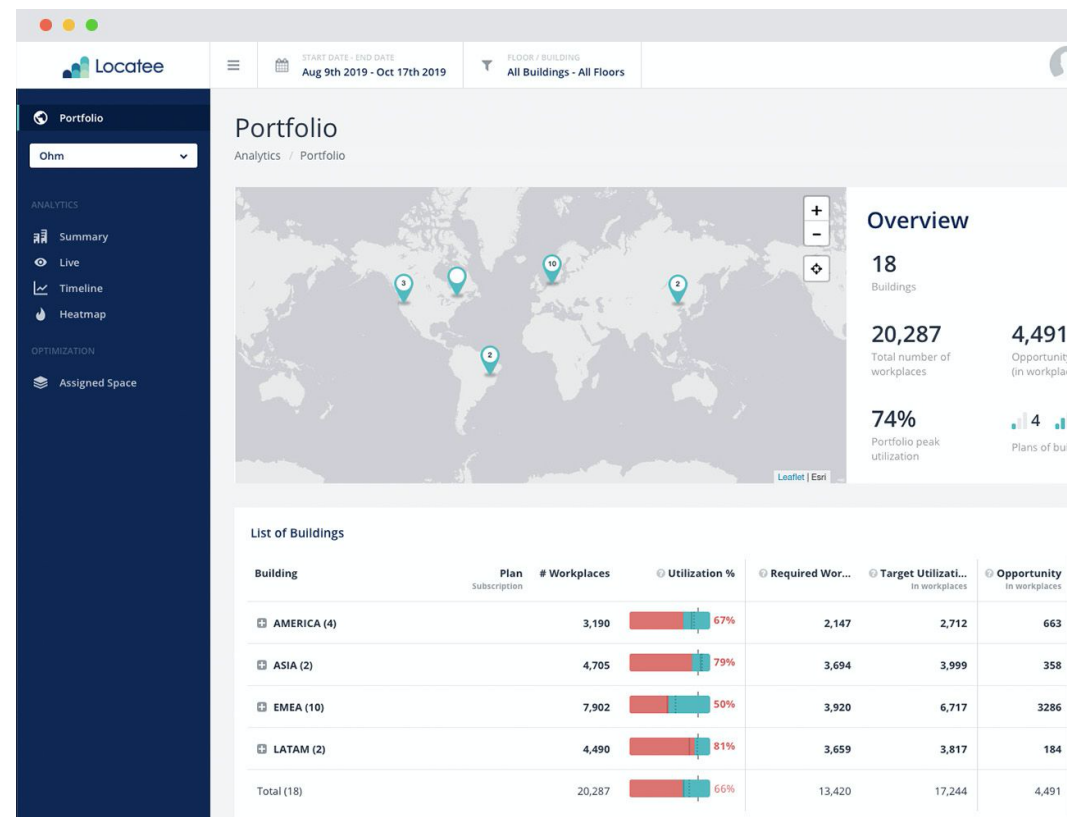 Locatee
START DATE - END DATE
Aug 9th 2019 - Oct 17th 2019
FLOOR / BUILDING
All Buildings - All Floors
Portfolio
Ohm
ANALYTICS
Summary
Live
Timeline
Heatmap
OPTIMIZATION
Assigned Space
Portfolio
Analytics / Portfolio
+
−
3
10
2
2
Leaflet | Esri
Overview
18
Buildings
20,287
Total number of
workplaces
4,491
Opportunity
(in workplac
74%
Portfolio peak
utilization
4
Plans of bui
List of Buildings
Building
Plan
Subscription
# Workplaces
Utilization %
Required Wor...
Target Utilizati...
In workplaces
Opportunity
In workplaces
AMERICA (4) 3,190 67% 2,147 2,712 663
ASIA (2) 4,705 79% 3,694 3,999 358
EMEA (10) 7,902 50% 3,920 6,717 3286
LATAM (2) 4,490 81% 3,659 3,817 184
Total (18) 20,287 66% 13,420 17,244 4,491